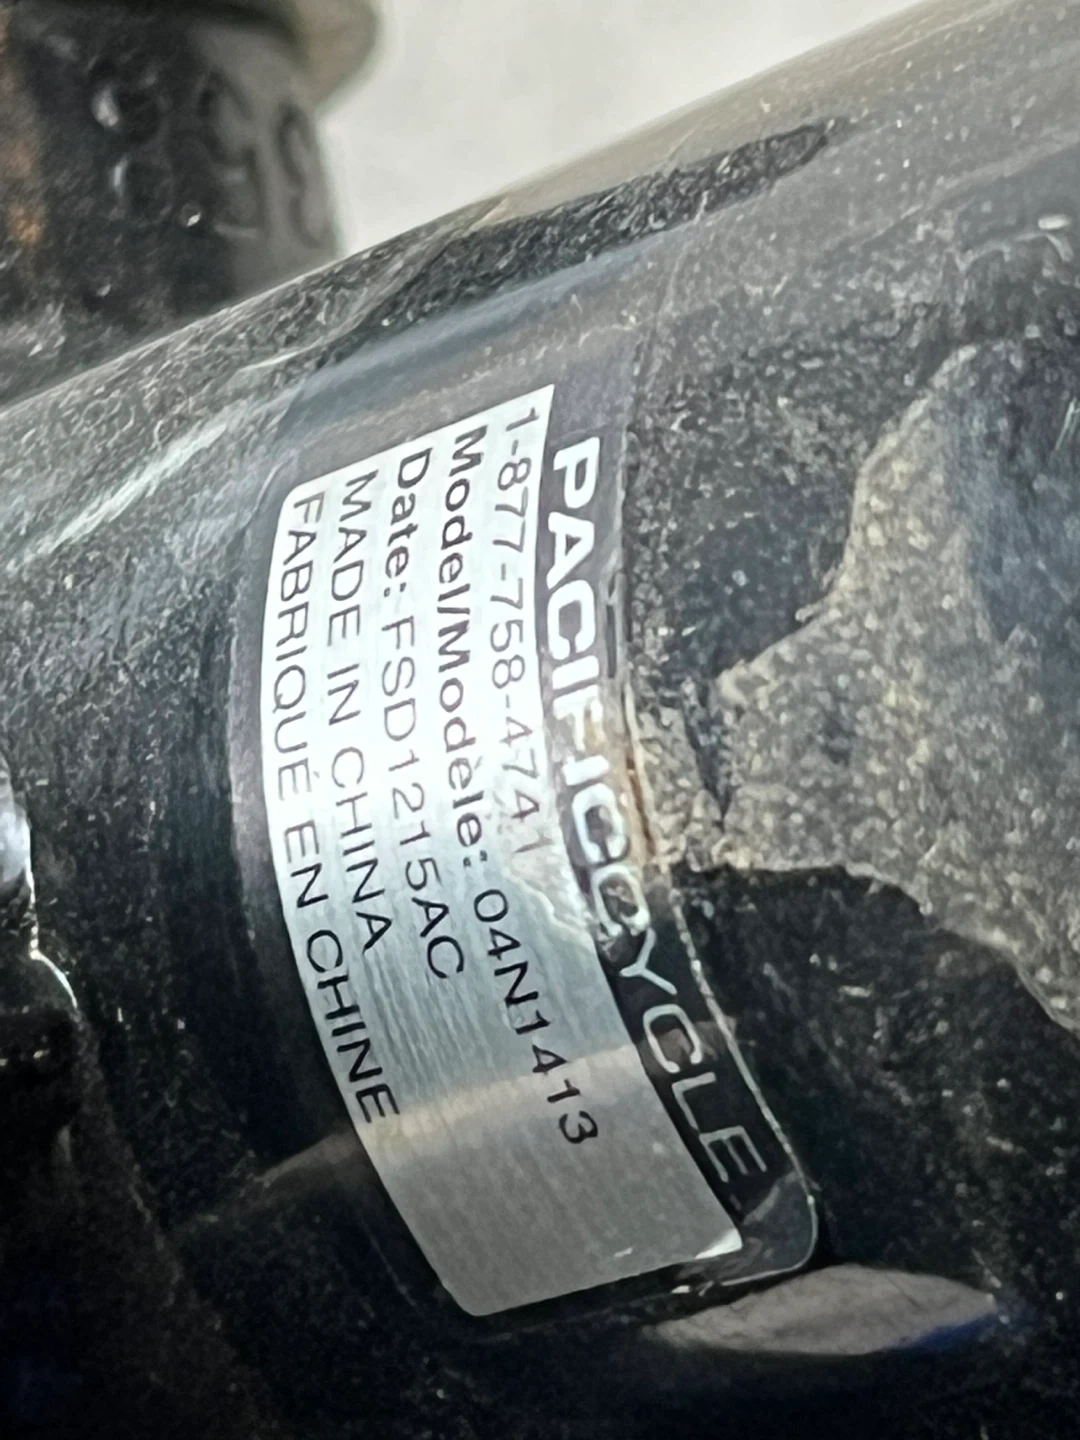 PACIFIC CYCLE
1-877-758-4741
Model/Modèle: 04N1413
Date: FSD1215AC
MADE IN CHINA
FABRIQUÉ EN CHINE